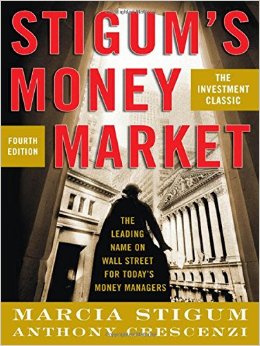 STIGUM'S
MONEY
THE
INVESTMENT
CLASSIC
FOURTH
EDITION
MARKET
THE
LEADING
NAME ON
WALL STREET
FOR TODAY'S
MONEY MANAGERS
MARCIA STIGUM
ANTHONY CRESCENZI